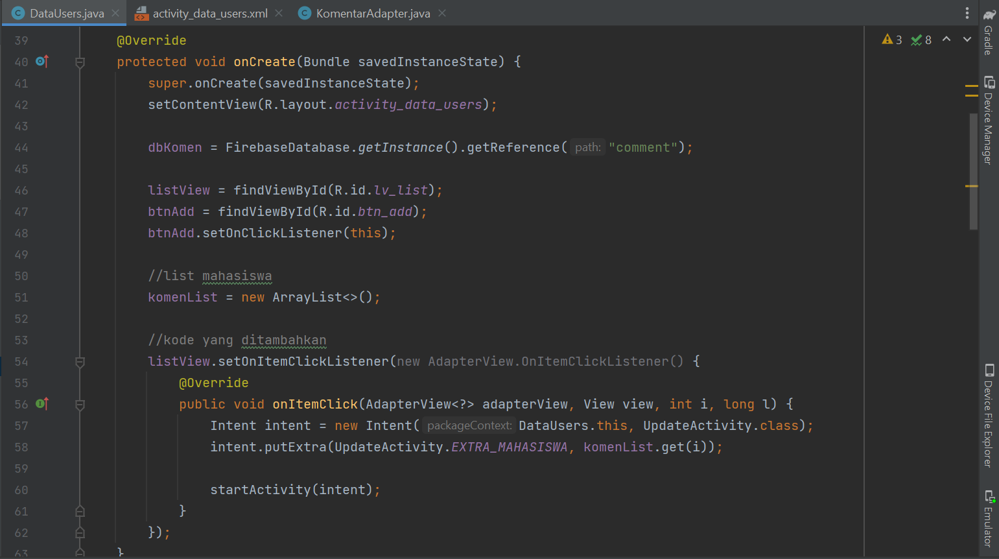 DataUsers.java activity_data_users.xml KomentarAdapter.java
3 8
39 @Override
40 protected void onCreate(Bundle savedInstanceState) {
41 super.onCreate(savedInstanceState);
42 setContentView(R.layout.activity_data_users);
43
44 dbKomen = FirebaseDatabase.getInstance().getReference( path: "comment");
45
46 listView = findViewById(R.id.lv_list);
47 btnAdd = findViewById(R.id.btn_add);
48 btnAdd.setOnClickListener(this);
49
50 //list mahasiswa
51 komenList = new ArrayList<>();
52
53 //kode yang ditambahkan
54 listView.setOnItemClickListener(new AdapterView.OnItemClickListener() {
55 @Override
56 public void onItemClick(AdapterView<?> adapterView, View view, int i, long l) {
57 Intent intent = new Intent( packageContext: DataUsers.this, UpdateActivity.class);
58 intent.putExtra(UpdateActivity.EXTRA_MAHASISWA, komenList.get(i));
59
60 startActivity(intent);
61 }
62 });
63 }
Gradle
Device Manager
Device File Explorer
Emulator